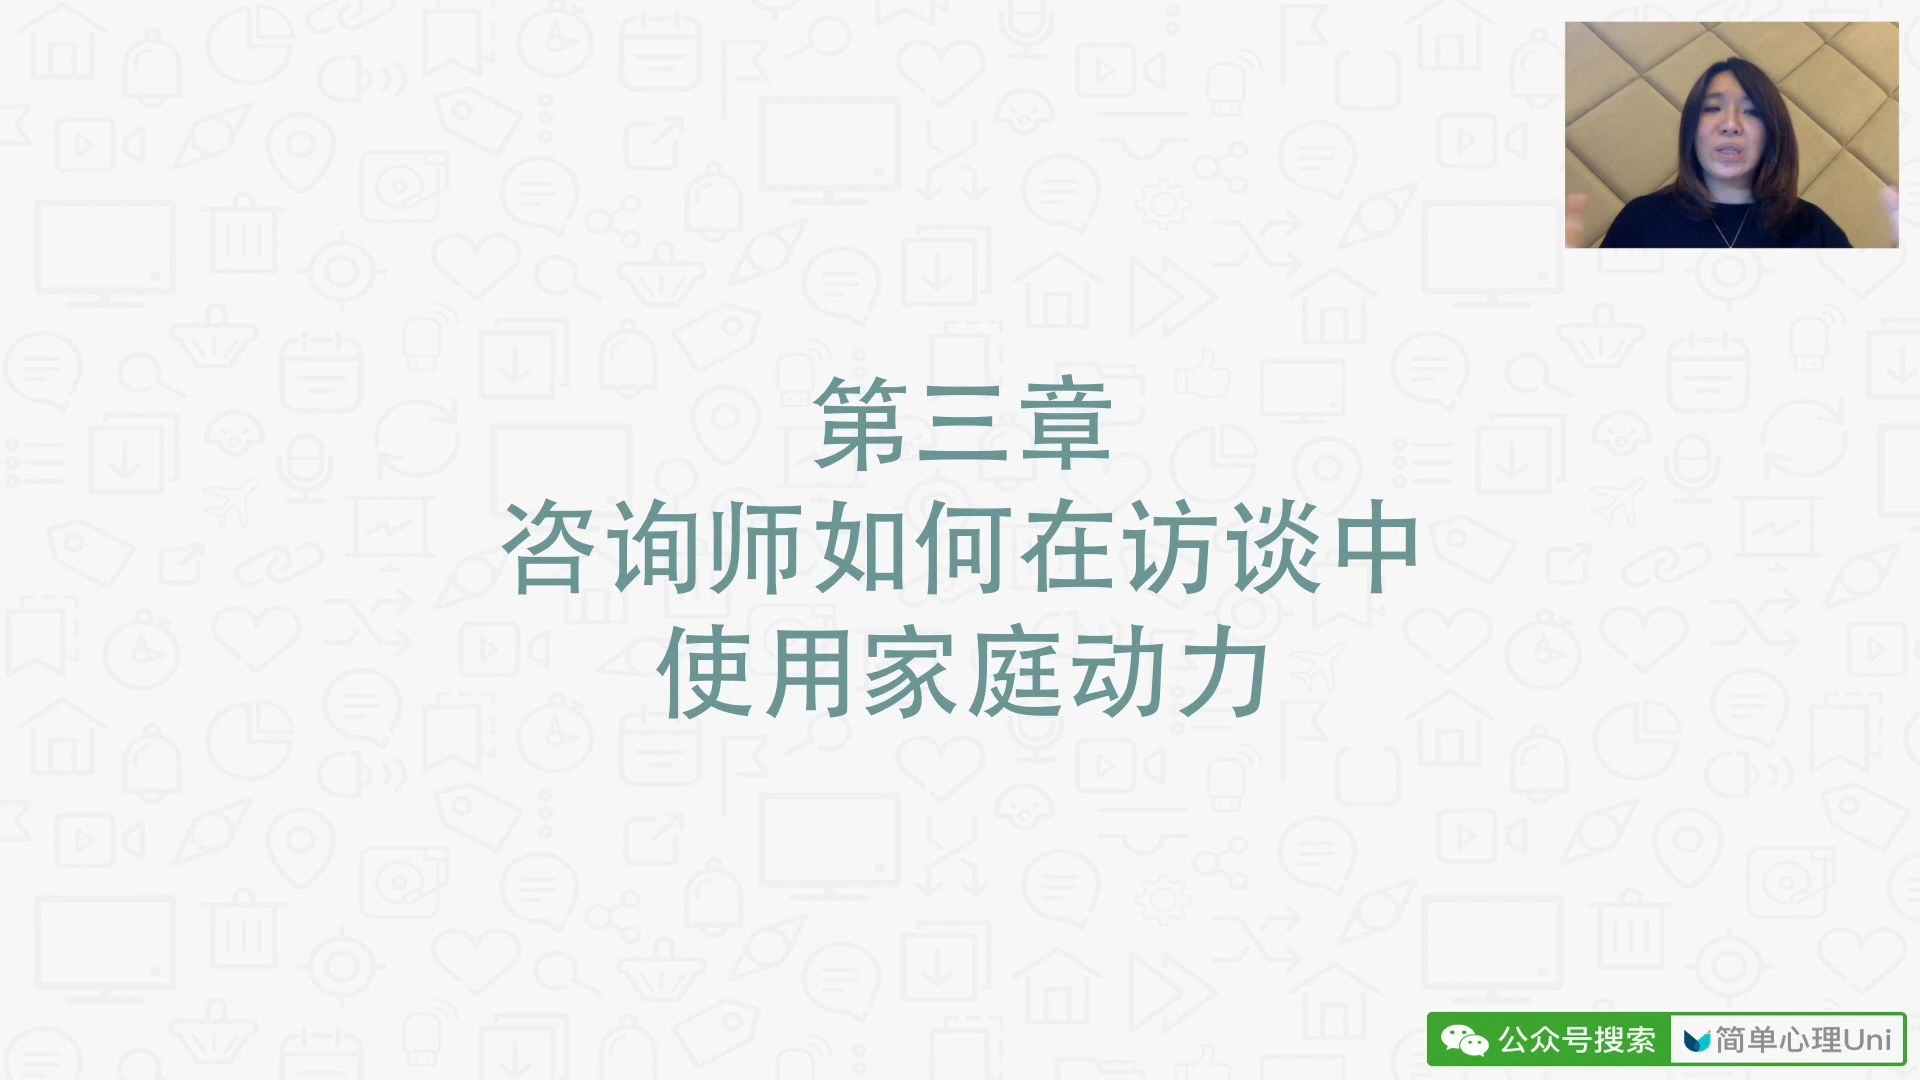 第三章
咨询师如何在访谈中
使用家庭动力
公众号搜索
简单心理Uni